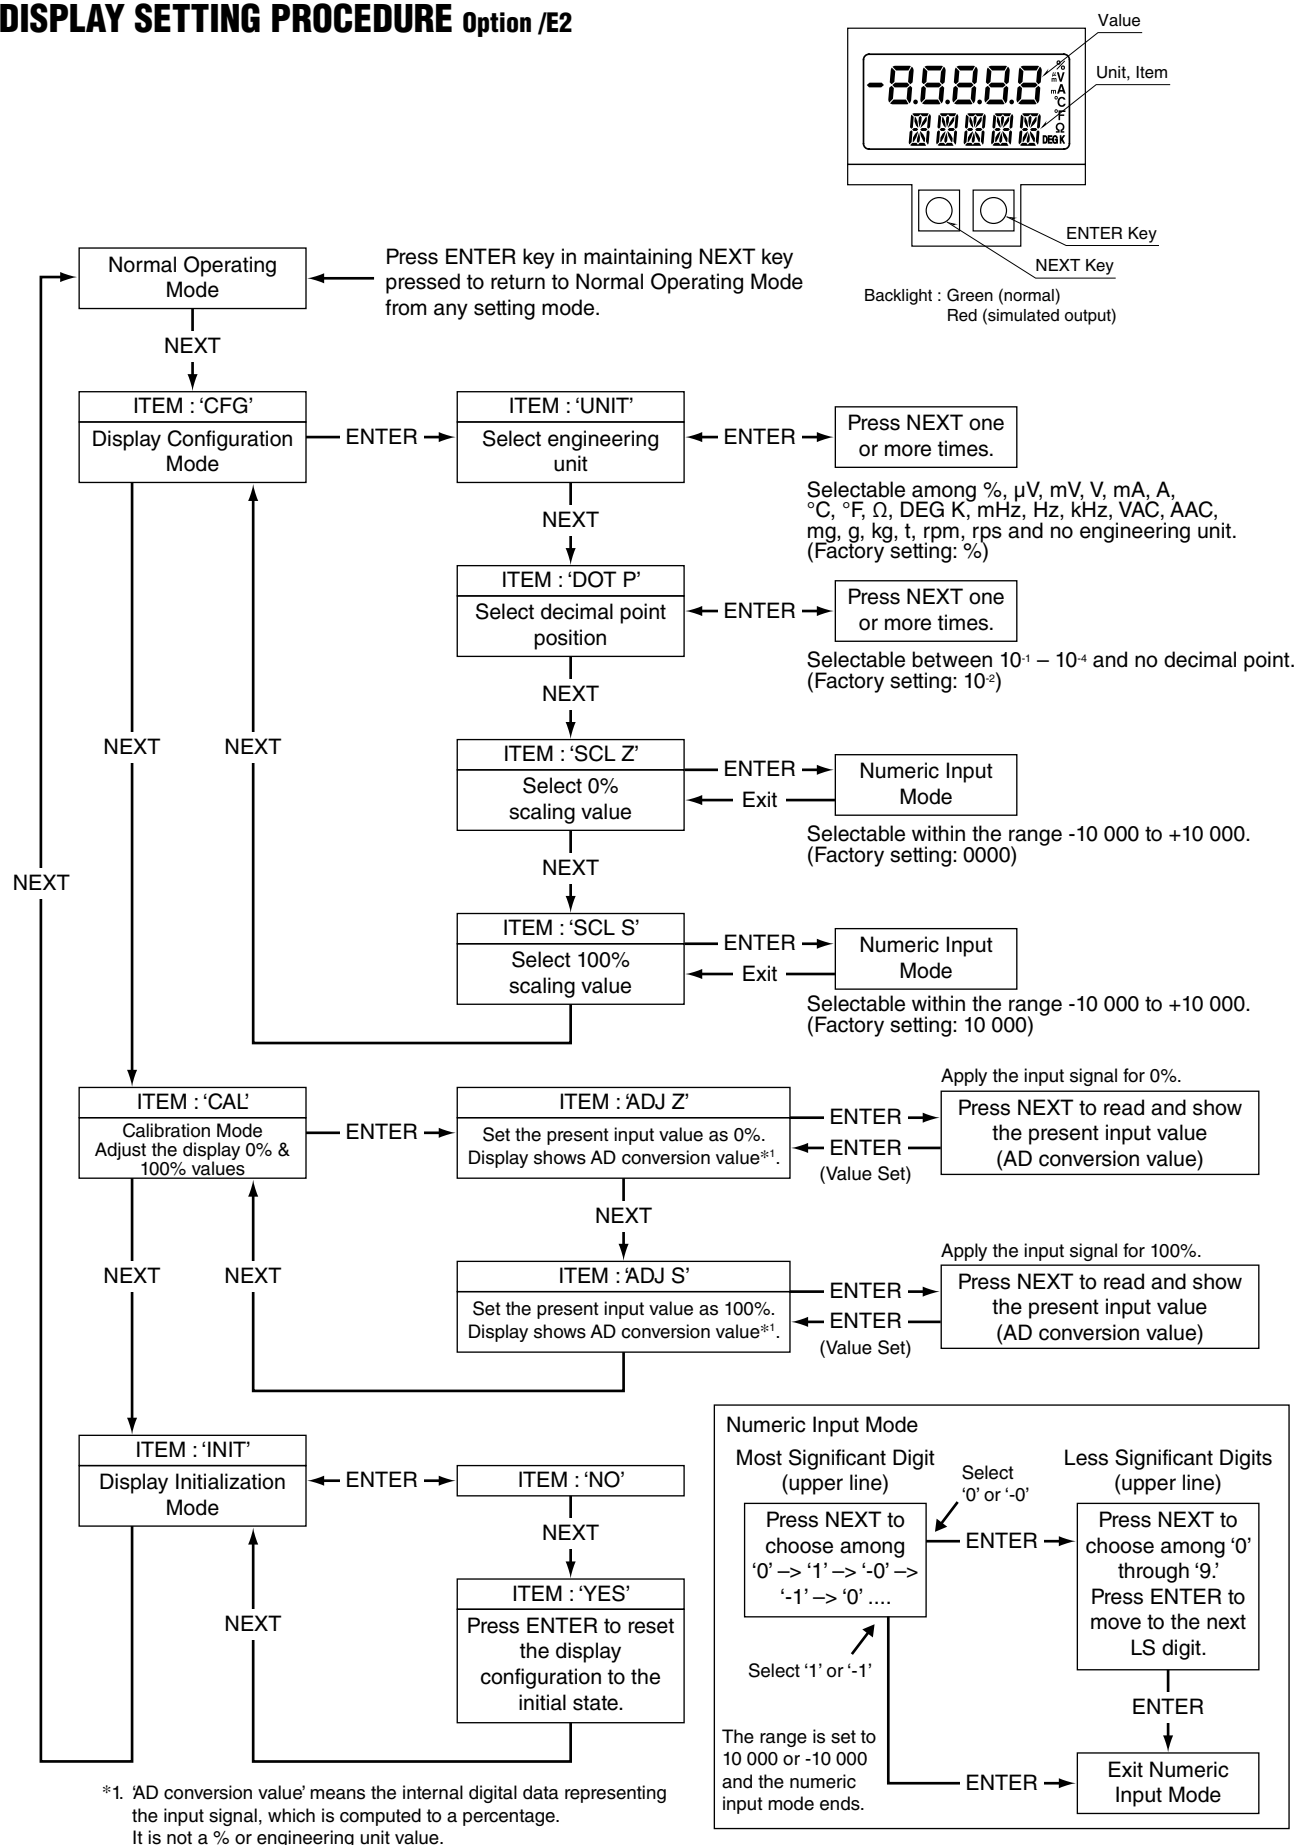 DISPLAY SETTING PROCEDURE Option /E2
Value
Unit, Item
-8.8.8.8.8
%
µ
m V
m A
°C
°F
Ω
DEG K
ENTER Key
NEXT Key
Backlight : Green (normal)
Red (simulated output)
Normal Operating
Mode
Press ENTER key in maintaining NEXT key
pressed to return to Normal Operating Mode
from any setting mode.
NEXT
ITEM : ‘CFG’
Display Configuration
Mode
ENTER
ITEM : ‘UNIT’
Select engineering
unit
ENTER
Press NEXT one
or more times.
Selectable among %, µV, mV, V, mA, A,
°C, °F, Ω, DEG K, mHz, Hz, kHz, VAC, AAC,
mg, g, kg, t, rpm, rps and no engineering unit.
(Factory setting: %)
NEXT
ITEM : ‘DOT P’
Select decimal point
position
ENTER
Press NEXT one
or more times.
Selectable between 10-1 – 10-4 and no decimal point.
(Factory setting: 10-2)
NEXT
NEXT
NEXT
ITEM : ‘SCL Z’
Select 0%
scaling value
ENTER
Exit
Numeric Input
Mode
Selectable within the range -10 000 to +10 000.
(Factory setting: 0000)
NEXT
NEXT
ITEM : ‘SCL S’
Select 100%
scaling value
ENTER
Exit
Numeric Input
Mode
Selectable within the range -10 000 to +10 000.
(Factory setting: 10 000)
ITEM : ‘CAL’
Calibration Mode
Adjust the display 0% &
100% values
ENTER
ITEM : ‘ADJ Z’
Set the present input value as 0%.
Display shows AD conversion value*1.
ENTER
ENTER
(Value Set)
Apply the input signal for 0%.
Press NEXT to read and show
the present input value
(AD conversion value)
NEXT
NEXT
NEXT
ITEM : ‘ADJ S’
Set the present input value as 100%.
Display shows AD conversion value*1.
ENTER
ENTER
(Value Set)
Apply the input signal for 100%.
Press NEXT to read and show
the present input value
(AD conversion value)
ITEM : ‘INIT’
Display Initialization
Mode
ENTER
ITEM : ‘NO’
NEXT
NEXT
ITEM : ‘YES’
Press ENTER to reset
the display
configuration to the
initial state.
Numeric Input Mode
Most Significant Digit
(upper line)
Press NEXT to
choose among
‘0’ –> ‘1’ –> ‘-0’ –>
‘-1’ –> ‘0’ ....
Select
‘0’ or ‘-0’
ENTER
Less Significant Digits
(upper line)
Press NEXT to
choose among ‘0’
through ‘9.’
Press ENTER to
move to the next
LS digit.
Select ‘1’ or ‘-1’
ENTER
The range is set to
10 000 or -10 000
and the numeric
input mode ends.
ENTER
Exit Numeric
Input Mode
*1. ‘AD conversion value’ means the internal digital data representing
the input signal, which is computed to a percentage.
It is not a % or engineering unit value.